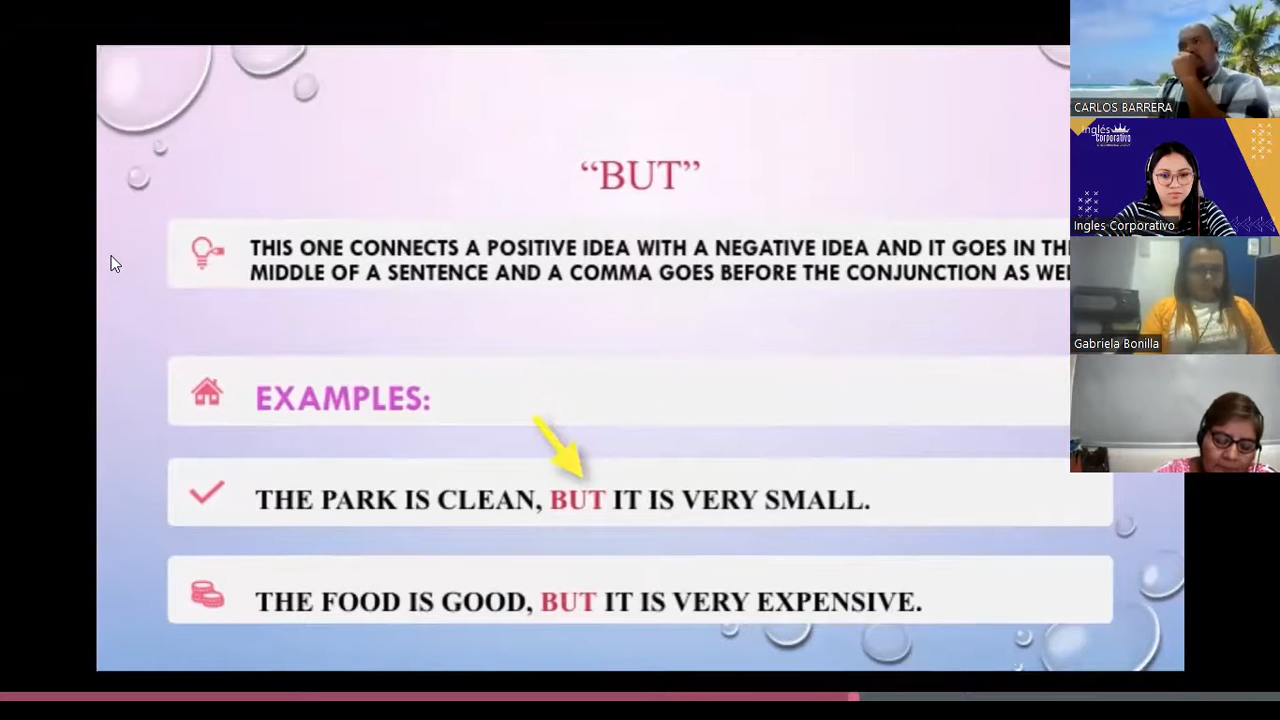 “BUT”
THIS ONE CONNECTS A POSITIVE IDEA WITH A NEGATIVE IDEA AND IT GOES IN THE
MIDDLE OF A SENTENCE AND A COMMA GOES BEFORE THE CONJUNCTION AS
EXAMPLES:
THE PARK IS CLEAN, BUT IT IS VERY SMALL.
THE FOOD IS GOOD, BUT IT IS VERY EXPENSIVE.
CARLOS BARRERA
Inglés
Corporativo
Ingles Corporativo
Gabriela Bonilla